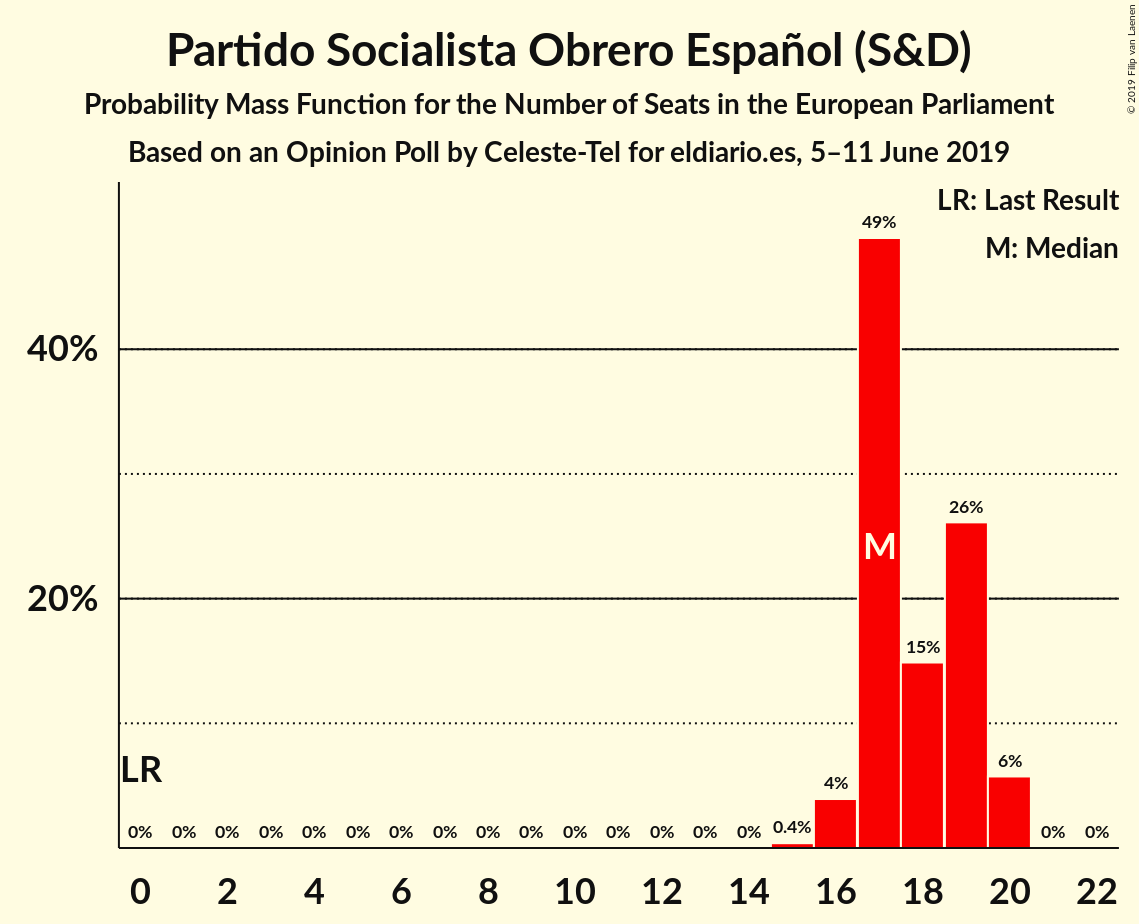 Partido Socialista Obrero Español (S&D)
Probability Mass Function for the Number of Seats in the European Parliament
Based on an Opinion Poll by Celeste-Tel for eldiario.es, 5–11 June 2019
© 2019 Filip van Laenen
LR: Last Result
M: Median
49%
40%
26%
M
20%
15%
LR
6%
4%
0% 0% 0% 0% 0% 0% 0% 0% 0% 0% 0% 0% 0% 0% 0% 0.4% 0% 0%
0 2 4 6 8 10 12 14 16 18 20 22